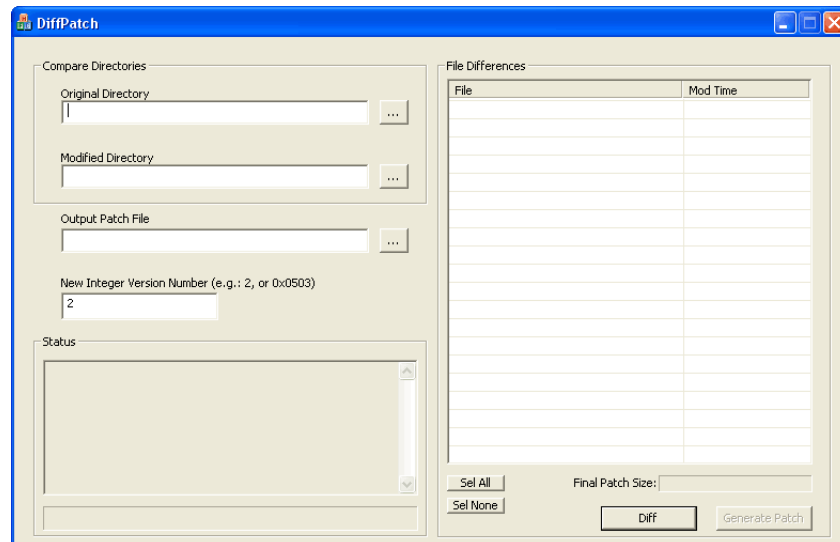 DiffPatch
Compare Directories
Original Directory
...
Modified Directory
...
Output Patch File
...
New Integer Version Number (e.g.: 2, or 0x0503)
2
Status
File Differences
File Mod Time
Sel All Final Patch Size:
Sel None
Diff Generate Patch